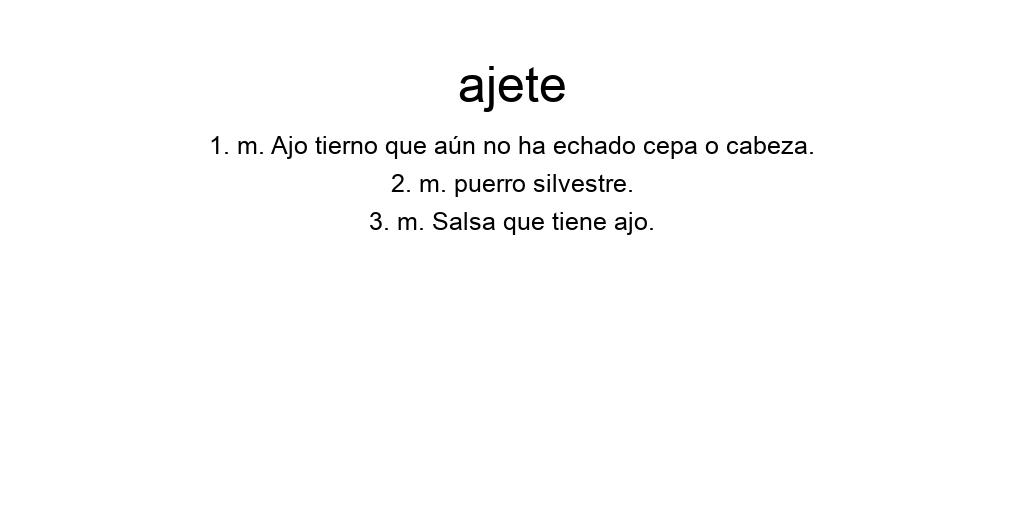 ajete
1. m. Ajo tierno que aún no ha echado cepa o cabeza.
2. m. puerro silvestre.
3. m. Salsa que tiene ajo.